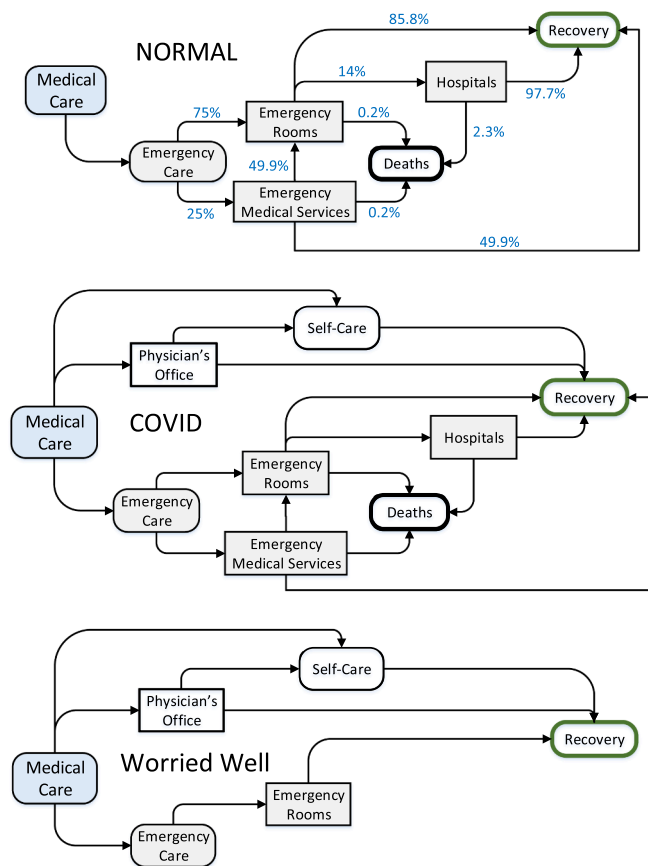 85.8%
Recovery
NORMAL
Medical
Care
14%
Hospitals
97.7%
75%
Emergency
Rooms
0.2%
2.3%
Emergency
Care
49.9%
Deaths
Emergency
Medical Services
25%
0.2%
49.9%
Self-Care
Physician's
Office
Recovery
Medical
Care
COVID
Hospitals
Emergency
Rooms
Emergency
Care
Deaths
Emergency
Medical Services
Self-Care
Physician's
Office
Recovery
Medical
Care
Worried Well
Emergency
Rooms
Emergency
Care